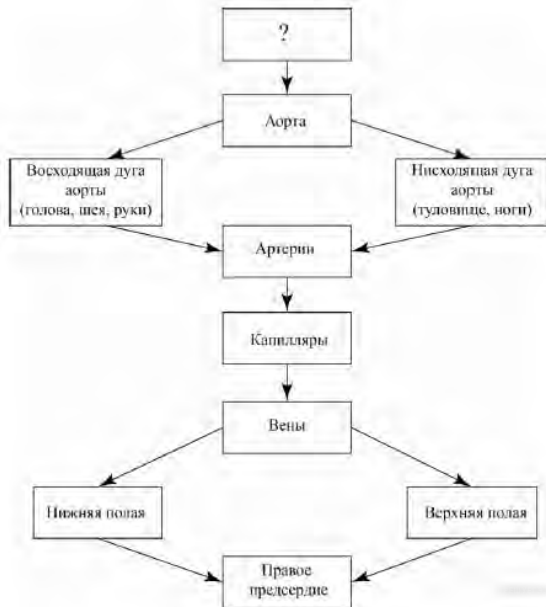 ?
Аорта
Восходящая дуга
аорты
(голова, шея, руки)
Нисходящая дуга
аорты
(туловище, ноги)
Артерии
Капилляры
Вены
Нижняя полая
Верхняя полая
Правое
предсердие